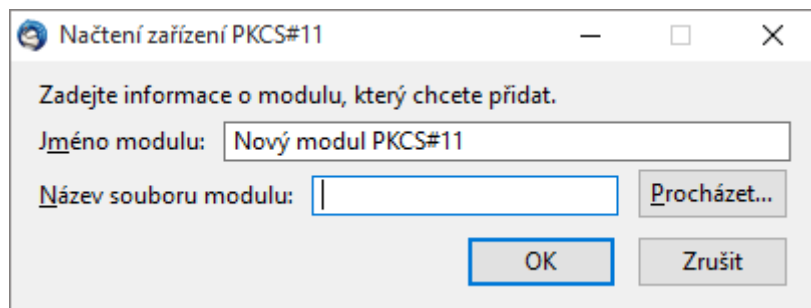 Načtení zařízení PKCS#11
Zadejte informace o modulu, který chcete přidat.
Jméno modulu: Nový modul PKCS#11
Název souboru modulu: Procházet...
OK Zrušit